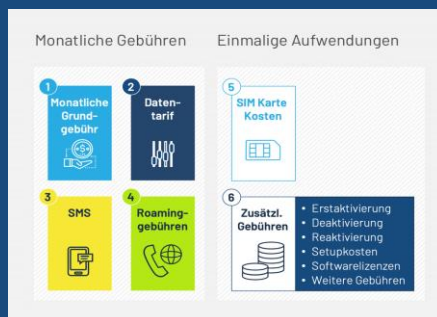 Monatliche Gebühren
Einmalige Aufwendungen
1
Monatliche
Grund-
gebühr
2
Daten-
tarif
3
SMS
4
Roaming-
gebühren
5
SIM Karte
Kosten
6
Zusätzl.
Gebühren
• Erstaktivierung
• Deaktivierung
• Reaktivierung
• Setupkosten
• Softwarelizenzen
• Weitere Gebühren